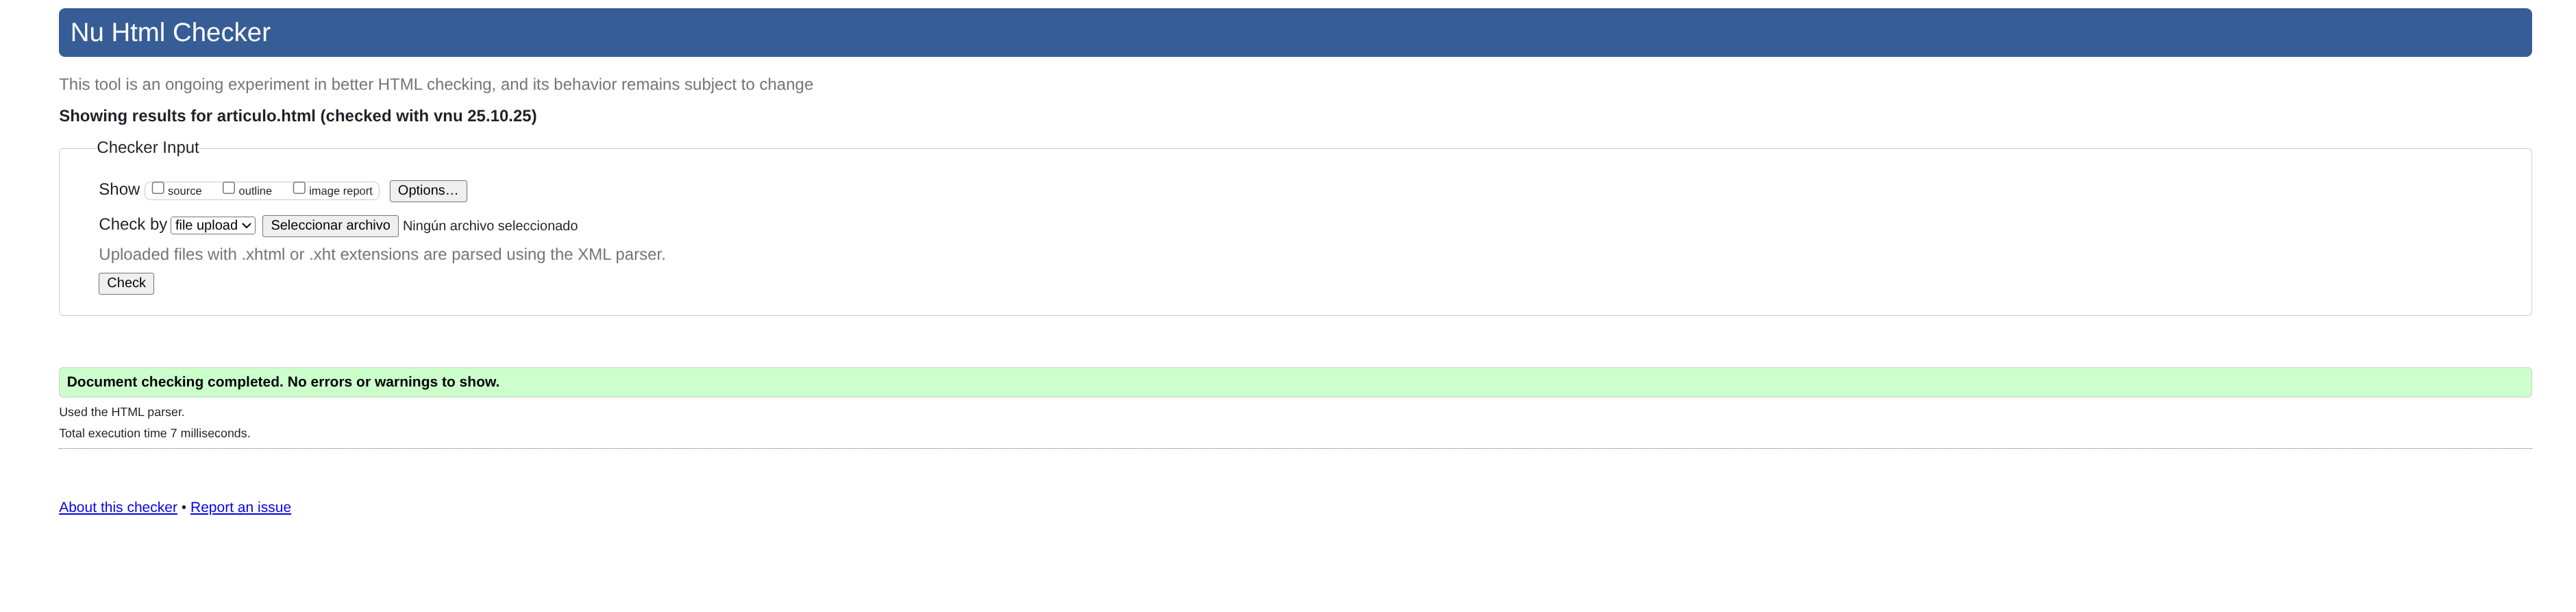 Nu Html Checker
This tool is an ongoing experiment in better HTML checking, and its behavior remains subject to change
Showing results for articulo.html (checked with vnu 25.10.25)
Checker Input
Show source outline image report Options…
Check by file upload Seleccionar archivo Ningún archivo seleccionado
Uploaded files with .xhtml or .xht extensions are parsed using the XML parser.
Check
Document checking completed. No errors or warnings to show.
Used the HTML parser.
Total execution time 7 milliseconds.
About this checker • Report an issue